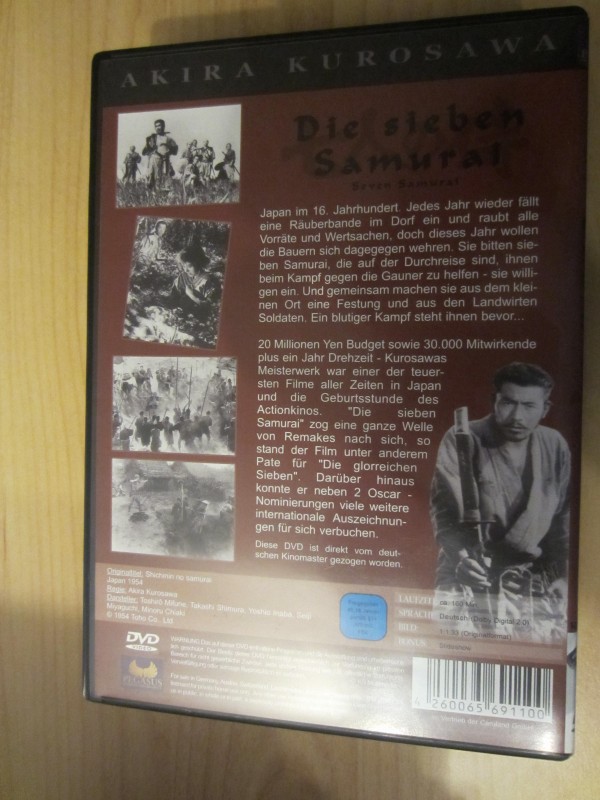 AKIRA KUROSAWA
Die sieben
Samurai
Seven Samurai
Japan im 16. Jahrhundert. Jedes Jahr wieder fällt
eine Räuberbande im Dorf ein und raubt alle
Vorräte und Wertsachen, doch dieses Jahr wollen
die Bauern sich dagegegen wehren. Sie bitten sie-
ben Samurai, die auf der Durchreise sind, ihnen
beim Kampf gegen die Gauner zu helfen - sie willi-
gen ein. Und gemeinsam machen sie aus dem klei-
nen Ort eine Festung und aus den Landwirten
Soldaten. Ein blutiger Kampf steht ihnen bevor...
20 Millionen Yen Budget sowie 30.000 Mitwirkende
plus ein Jahr Drehzeit - Kurosawas
Meisterwerk war einer der teuer-
sten Filme aller Zeiten in Japan
und die Geburtsstunde des
Actionkinos. "Die sieben
Samurai" zog eine ganze Welle
von Remakes nach sich, so
stand der Film unter anderem
Pate für "Die glorreichen
Sieben". Darüber hinaus
konnte er neben 2 Oscar -
Nominierungen viele weitere
internationale Auszeichnun-
gen für sich verbuchen.
Diese DVD ist direkt vom deut-
schen Kinomaster gezogen worden.
Originaltitel: Shichinin no samurai
Japan 1954
Regie: Akira Kurosawa
Darsteller: Toshirô Mifune, Takashi Shimura, Yoshio Inaba, Seiji
Miyaguchi, Minoru Chiaki
© 1954 Toho Co., Ltd
LAUFZEIT
SPRACHE Deutsch (Dolby Digital 2.0)
BILD (Originalformat)
BONUS
DVD
VIDEO
PEGASUS
4 260065 691100